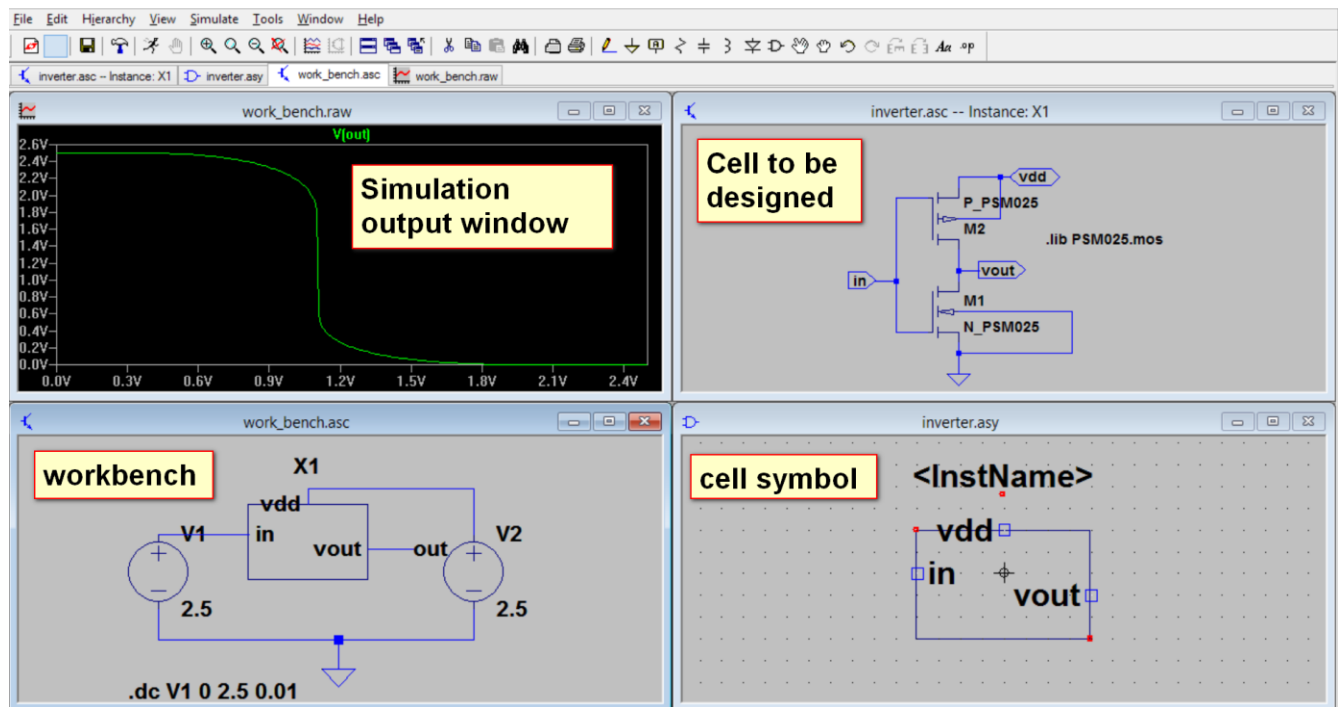 File Edit Hierarchy View Simulate Tools Window Help
inverter.asc -- Instance: X1 inverter.asy work_bench.asc work_bench.raw
work_bench.raw
V(out)
2.6V
2.4V
2.2V
2.0V
1.8V
1.6V
1.4V
1.2V
1.0V
0.8V
0.6V
0.4V
0.2V
0.0V
0.0V 0.3V 0.6V 0.9V 1.2V 1.5V 1.8V 2.1V 2.4V
Simulation
output window
inverter.asc -- Instance: X1
Cell to be
designed
vdd
P_PSM025
M2
.lib PSM025.mos
vout
in
M1
N_PSM025
work_bench.asc
workbench
X1
vdd
V1
in
vout
out
V2
2.5
2.5
.dc V1 0 2.5 0.01
inverter.asy
cell symbol
<InstName>
vdd
in
vout